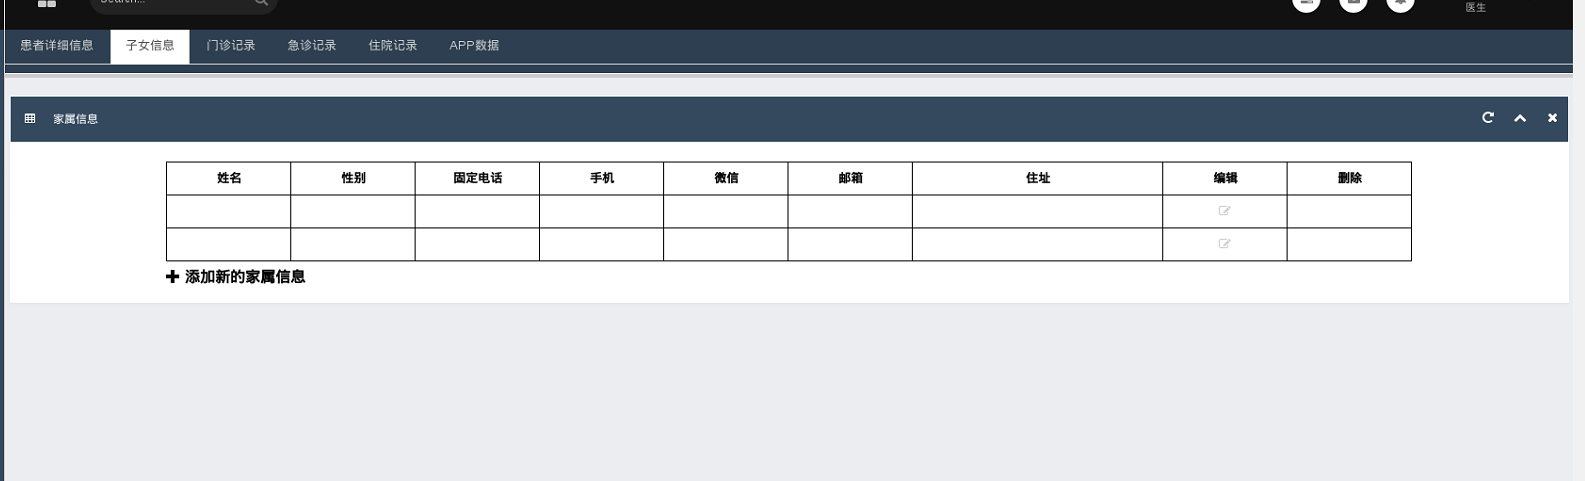 Search...
医生
患者详细信息 子女信息 门诊记录 急诊记录 住院记录 APP数据
家属信息
姓名 性别 固定电话 手机 微信 邮箱 住址 编辑 删除
添加新的家属信息